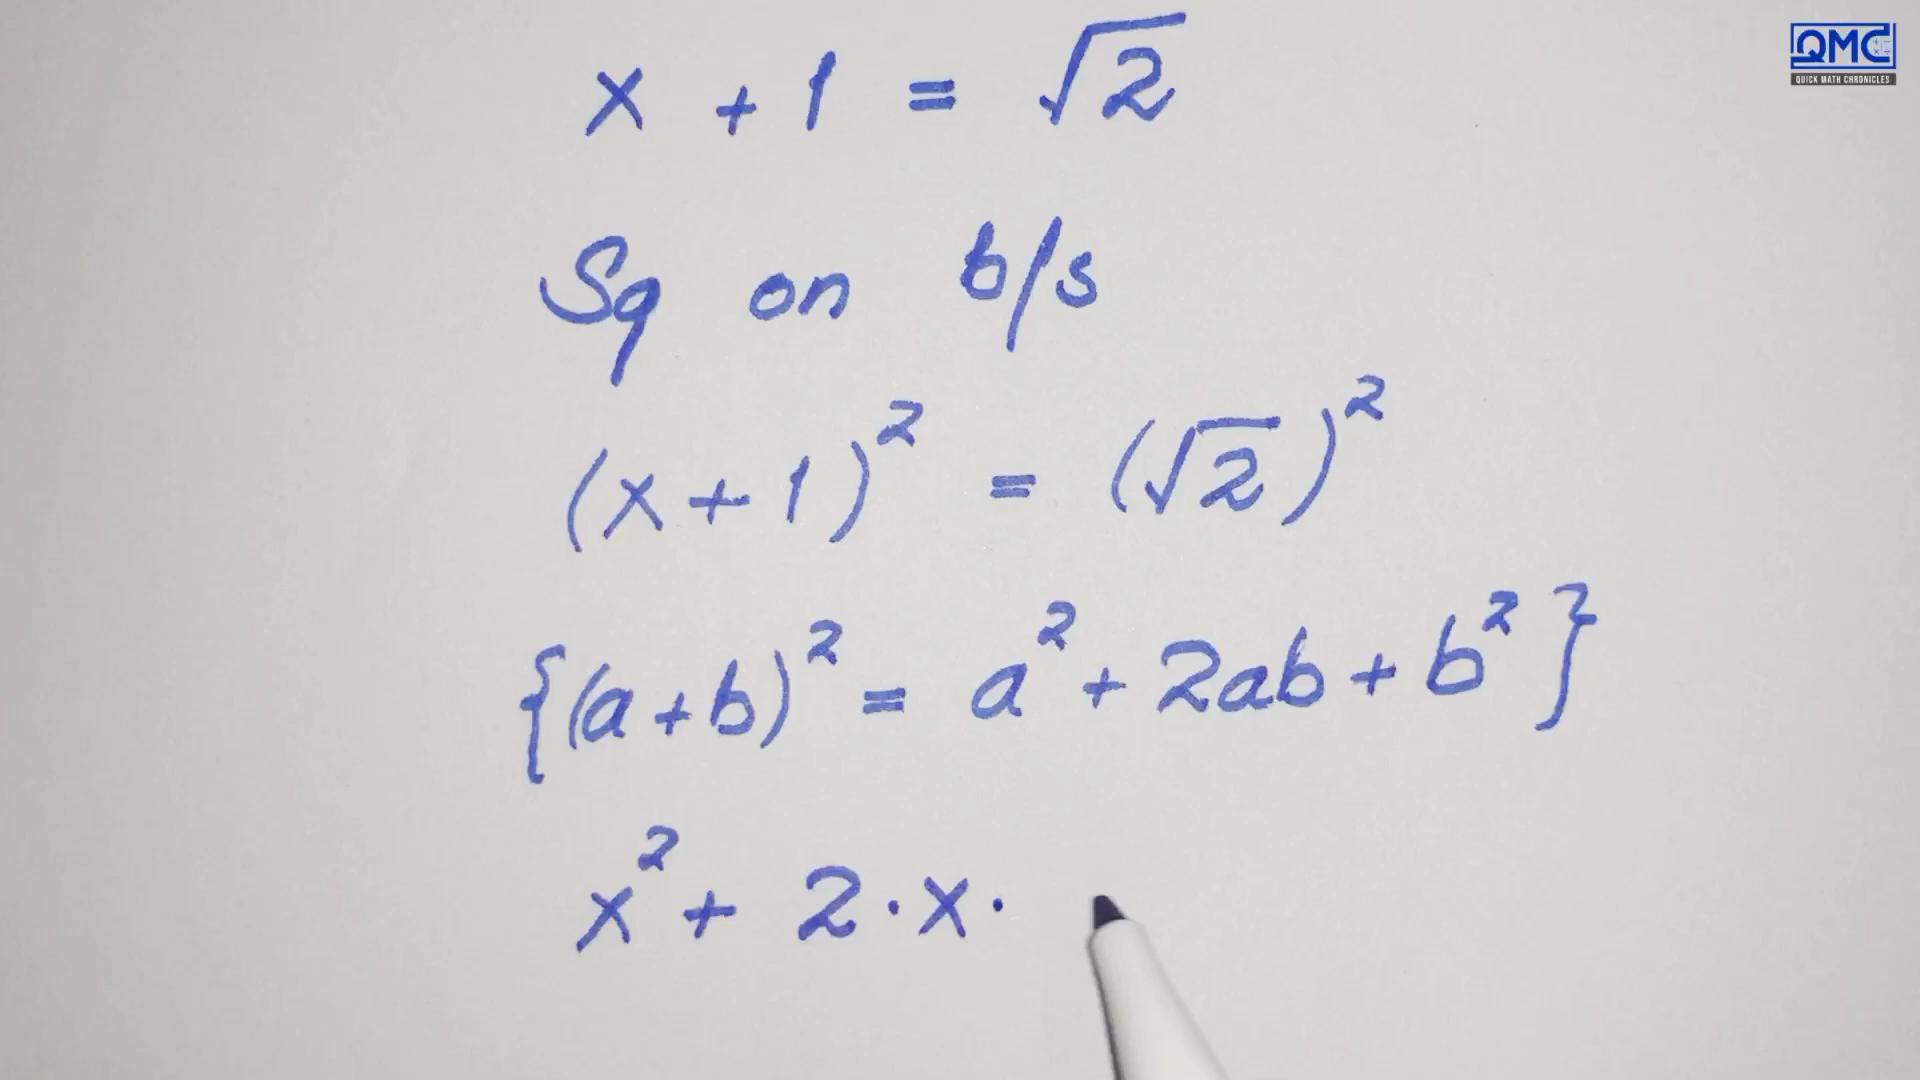 x + 1 = √2
Sq on b/s
(x + 1)² = (√2)²
{(a + b)² = a² + 2ab + b²}
x² + 2 · x ·
QMC
QUICK MATH CHRONICLES